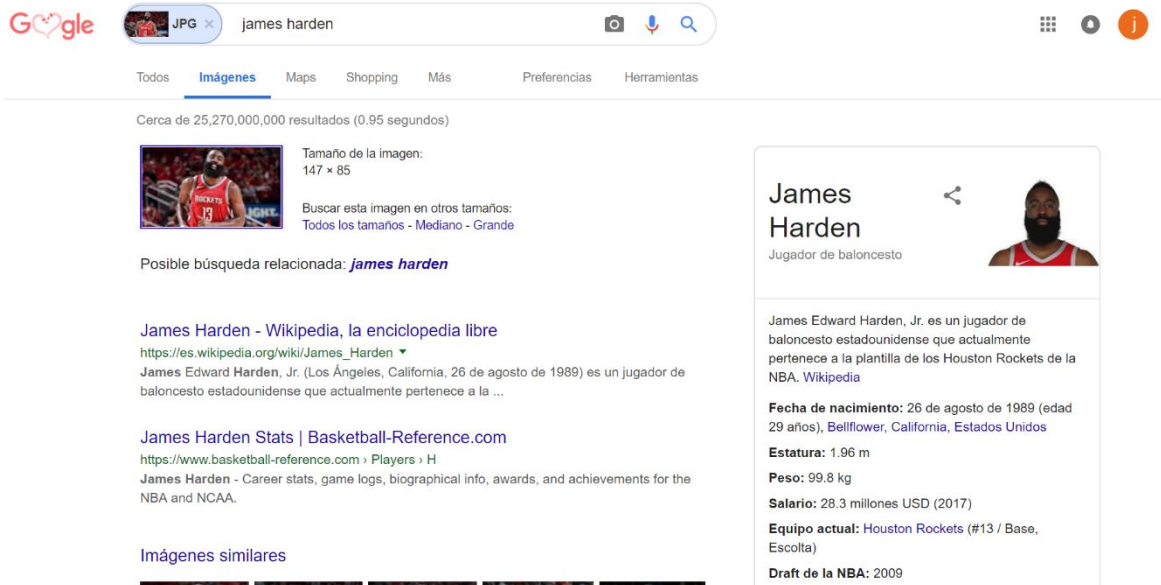 Google
JPG × james harden
j
Todos Imágenes Maps Shopping Más Preferencias Herramientas
Cerca de 25,270,000,000 resultados (0.95 segundos)
ROCKETS
13
Tamaño de la imagen:
147 × 85
Buscar esta imagen en otros tamaños:
Todos los tamaños - Mediano - Grande
Posible búsqueda relacionada: james harden
James Harden - Wikipedia, la enciclopedia libre
https://es.wikipedia.org/wiki/James_Harden
James Edward Harden, Jr. (Los Ángeles, California, 26 de agosto de 1989) es un jugador de
baloncesto estadounidense que actualmente pertenece a la ...
James Harden Stats | Basketball-Reference.com
https://www.basketball-reference.com › Players › H
James Harden - Career stats, game logs, biographical info, awards, and achievements for the
NBA and NCAA.
Imágenes similares
James
Harden
Jugador de baloncesto
James Edward Harden, Jr. es un jugador de
baloncesto estadounidense que actualmente
pertenece a la plantilla de los Houston Rockets de la
NBA. Wikipedia
Fecha de nacimiento: 26 de agosto de 1989 (edad
29 años), Bellflower, California, Estados Unidos
Estatura: 1.96 m
Peso: 99.8 kg
Salario: 28.3 millones USD (2017)
Equipo actual: Houston Rockets (#13 / Base,
Escolta)
Draft de la NBA: 2009